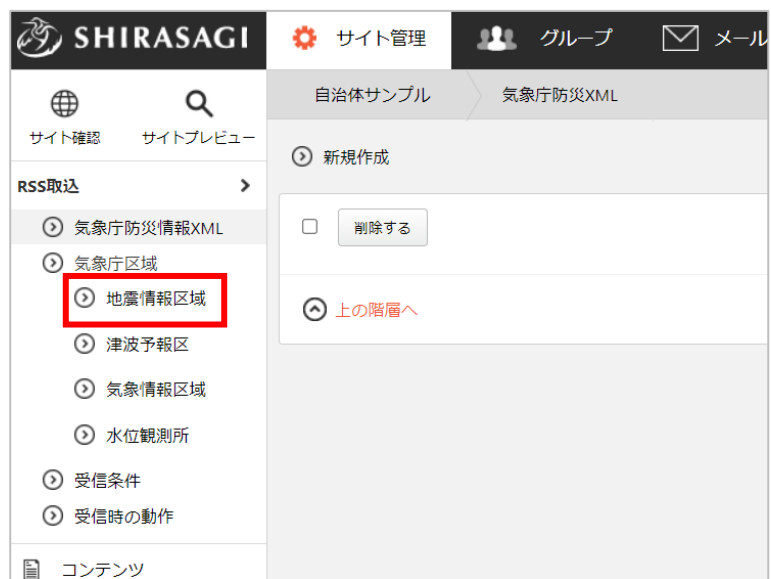 SHIRASAGI
サイト管理
グループ
メール
サイト確認
サイトプレビュー
自治体サンプル
気象庁防災XML
RSS取込
気象庁防災情報XML
気象庁区域
地震情報区域
津波予報区
気象情報区域
水位観測所
受信条件
受信時の動作
コンテンツ
新規作成
削除する
上の階層へ